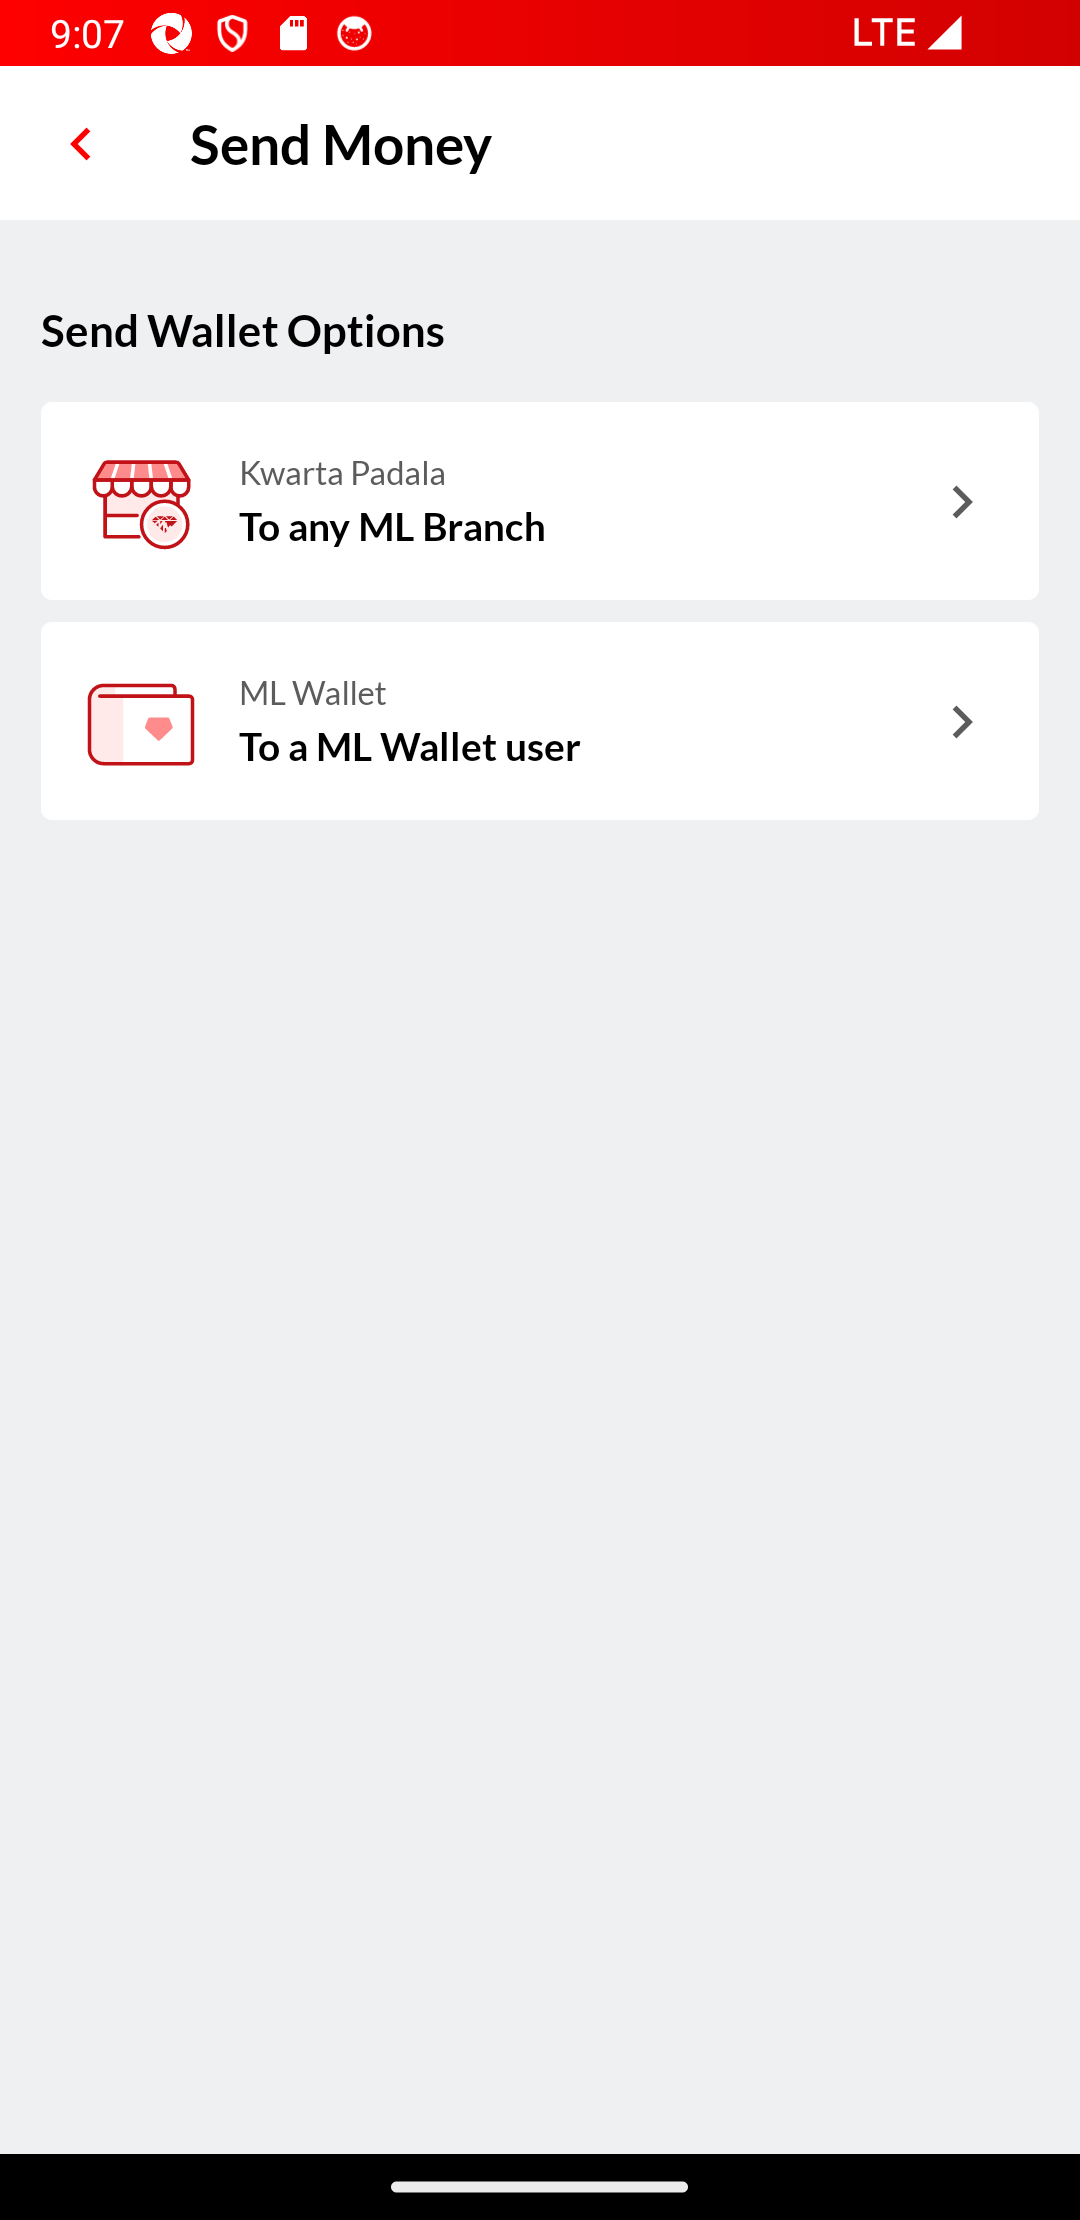 9:07
LTE
Send Money
Send Wallet Options
Kwarta Padala
To any ML Branch
ML Wallet
To a ML Wallet user